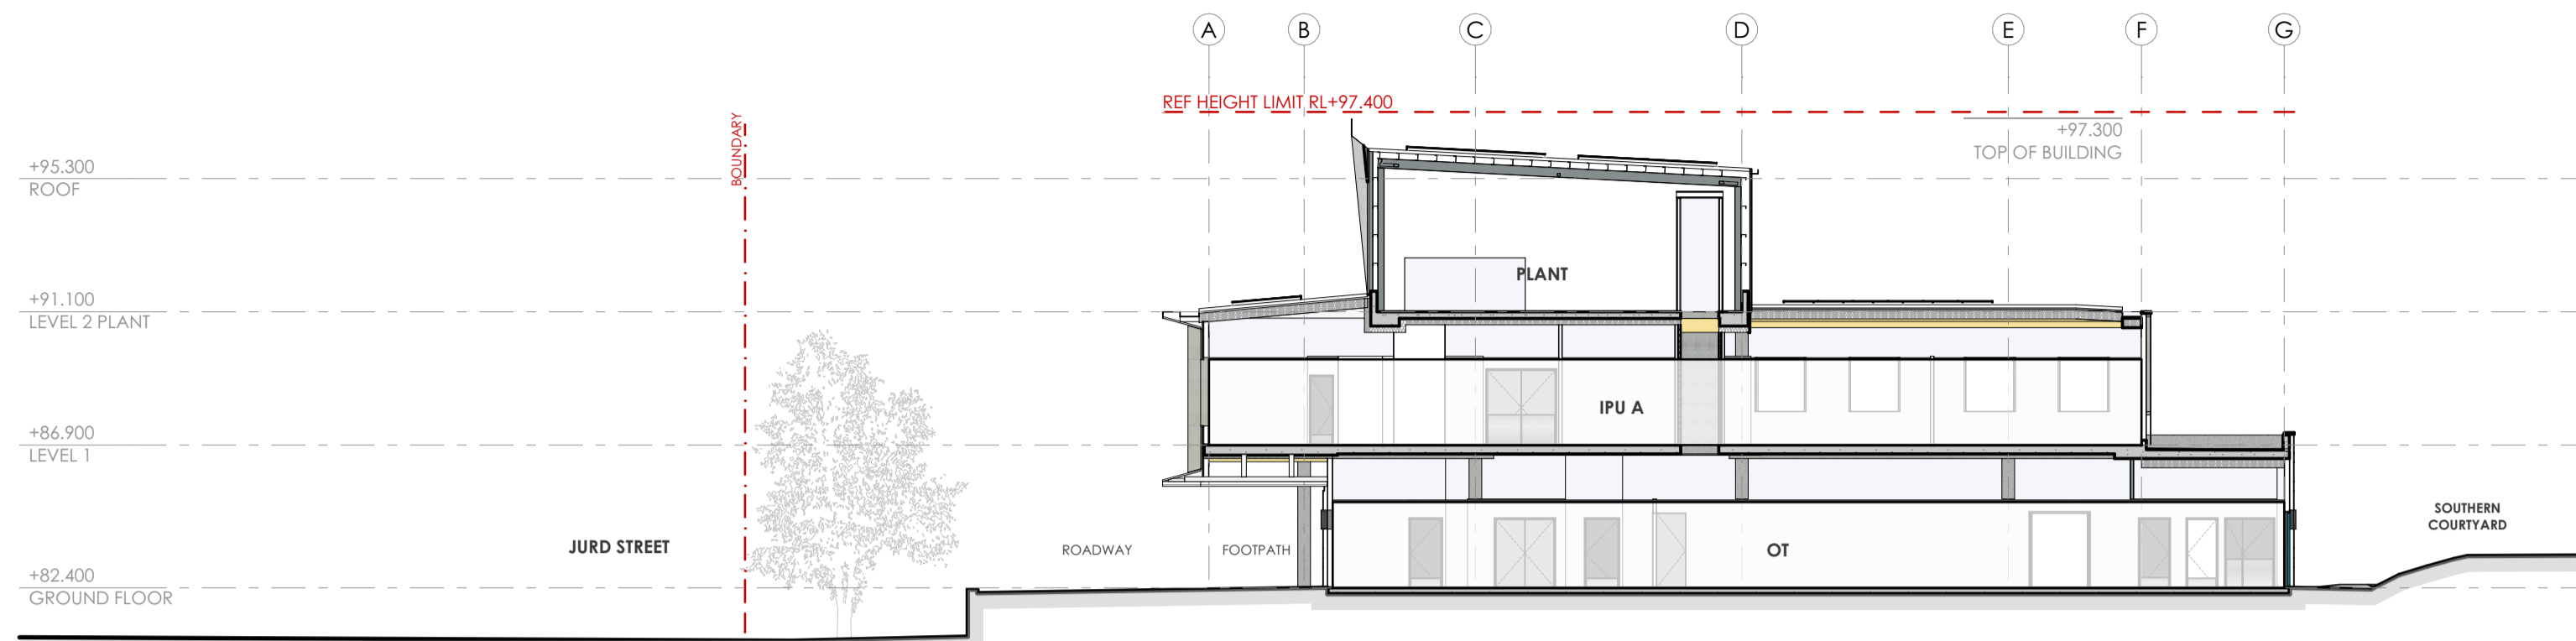 A
B
C
D
E
F
G
REF HEIGHT LIMIT RL+97.400
BOUNDARY
+97.300
TOP OF BUILDING
+95.300
ROOF
PLANT
+91.100
LEVEL 2 PLANT
IPU A
+86.900
LEVEL 1
SOUTHERN
COURTYARD
JURD STREET
ROADWAY
FOOTPATH
OT
+82.400
GROUND FLOOR